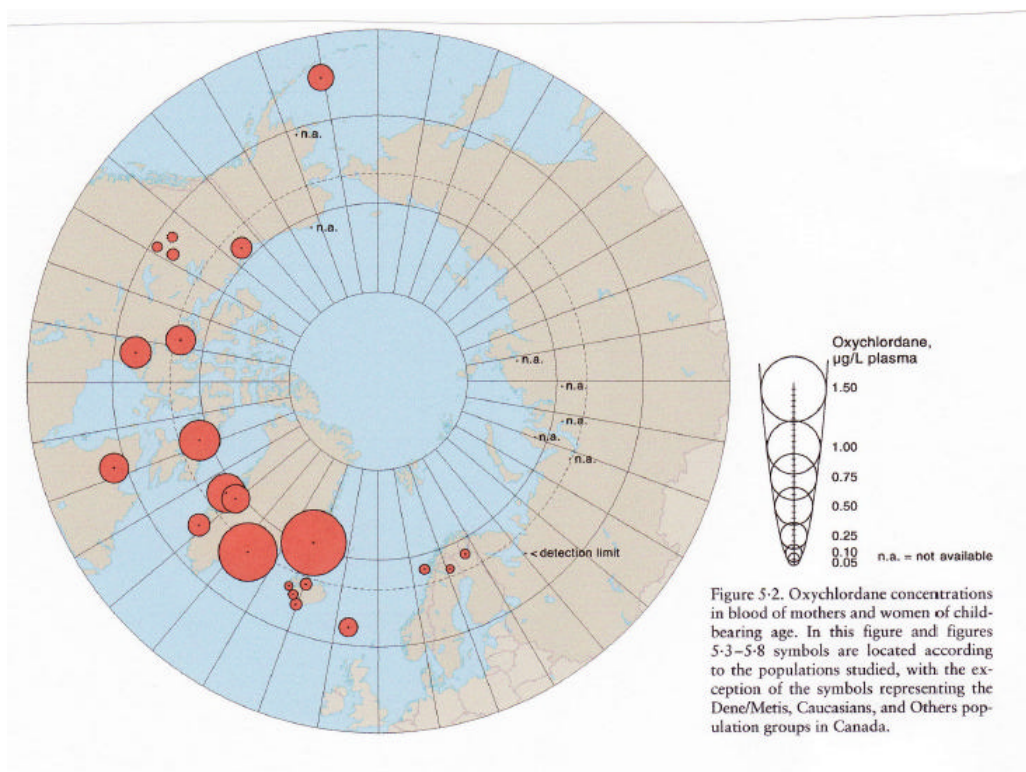 n.a.
n.a.
n.a.
n.a.
n.a.
n.a.
n.a.
< detection limit
Oxychlordane,
µg/L plasma
1.50
1.00
0.75
0.50
0.25
0.10
0.05
n.a. = not available
Figure 5·2. Oxychlordane concentrations
in blood of mothers and women of child-
bearing age. In this figure and figures
5·3–5·8 symbols are located according
to the populations studied, with the ex-
ception of the symbols representing the
Dene/Metis, Caucasians, and Others pop-
ulation groups in Canada.